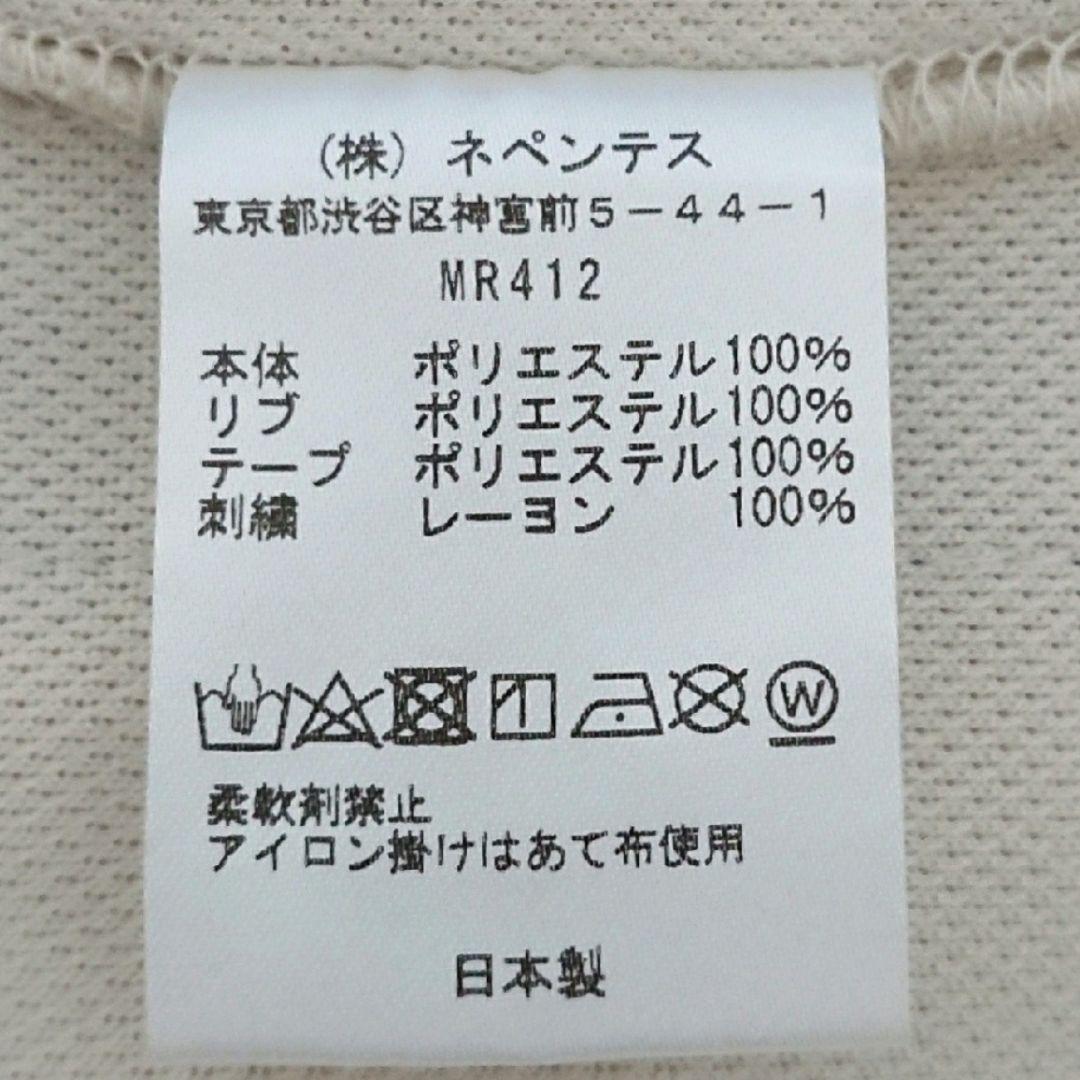 (株) ネペンテス
東京都渋谷区神宮前5-44-1
MR412
本体 ポリエステル100%
リブ ポリエステル100%
テープ ポリエステル100%
刺繍 レーヨン 100%
W
柔軟剤禁止
アイロン掛けはあて布使用
日本製